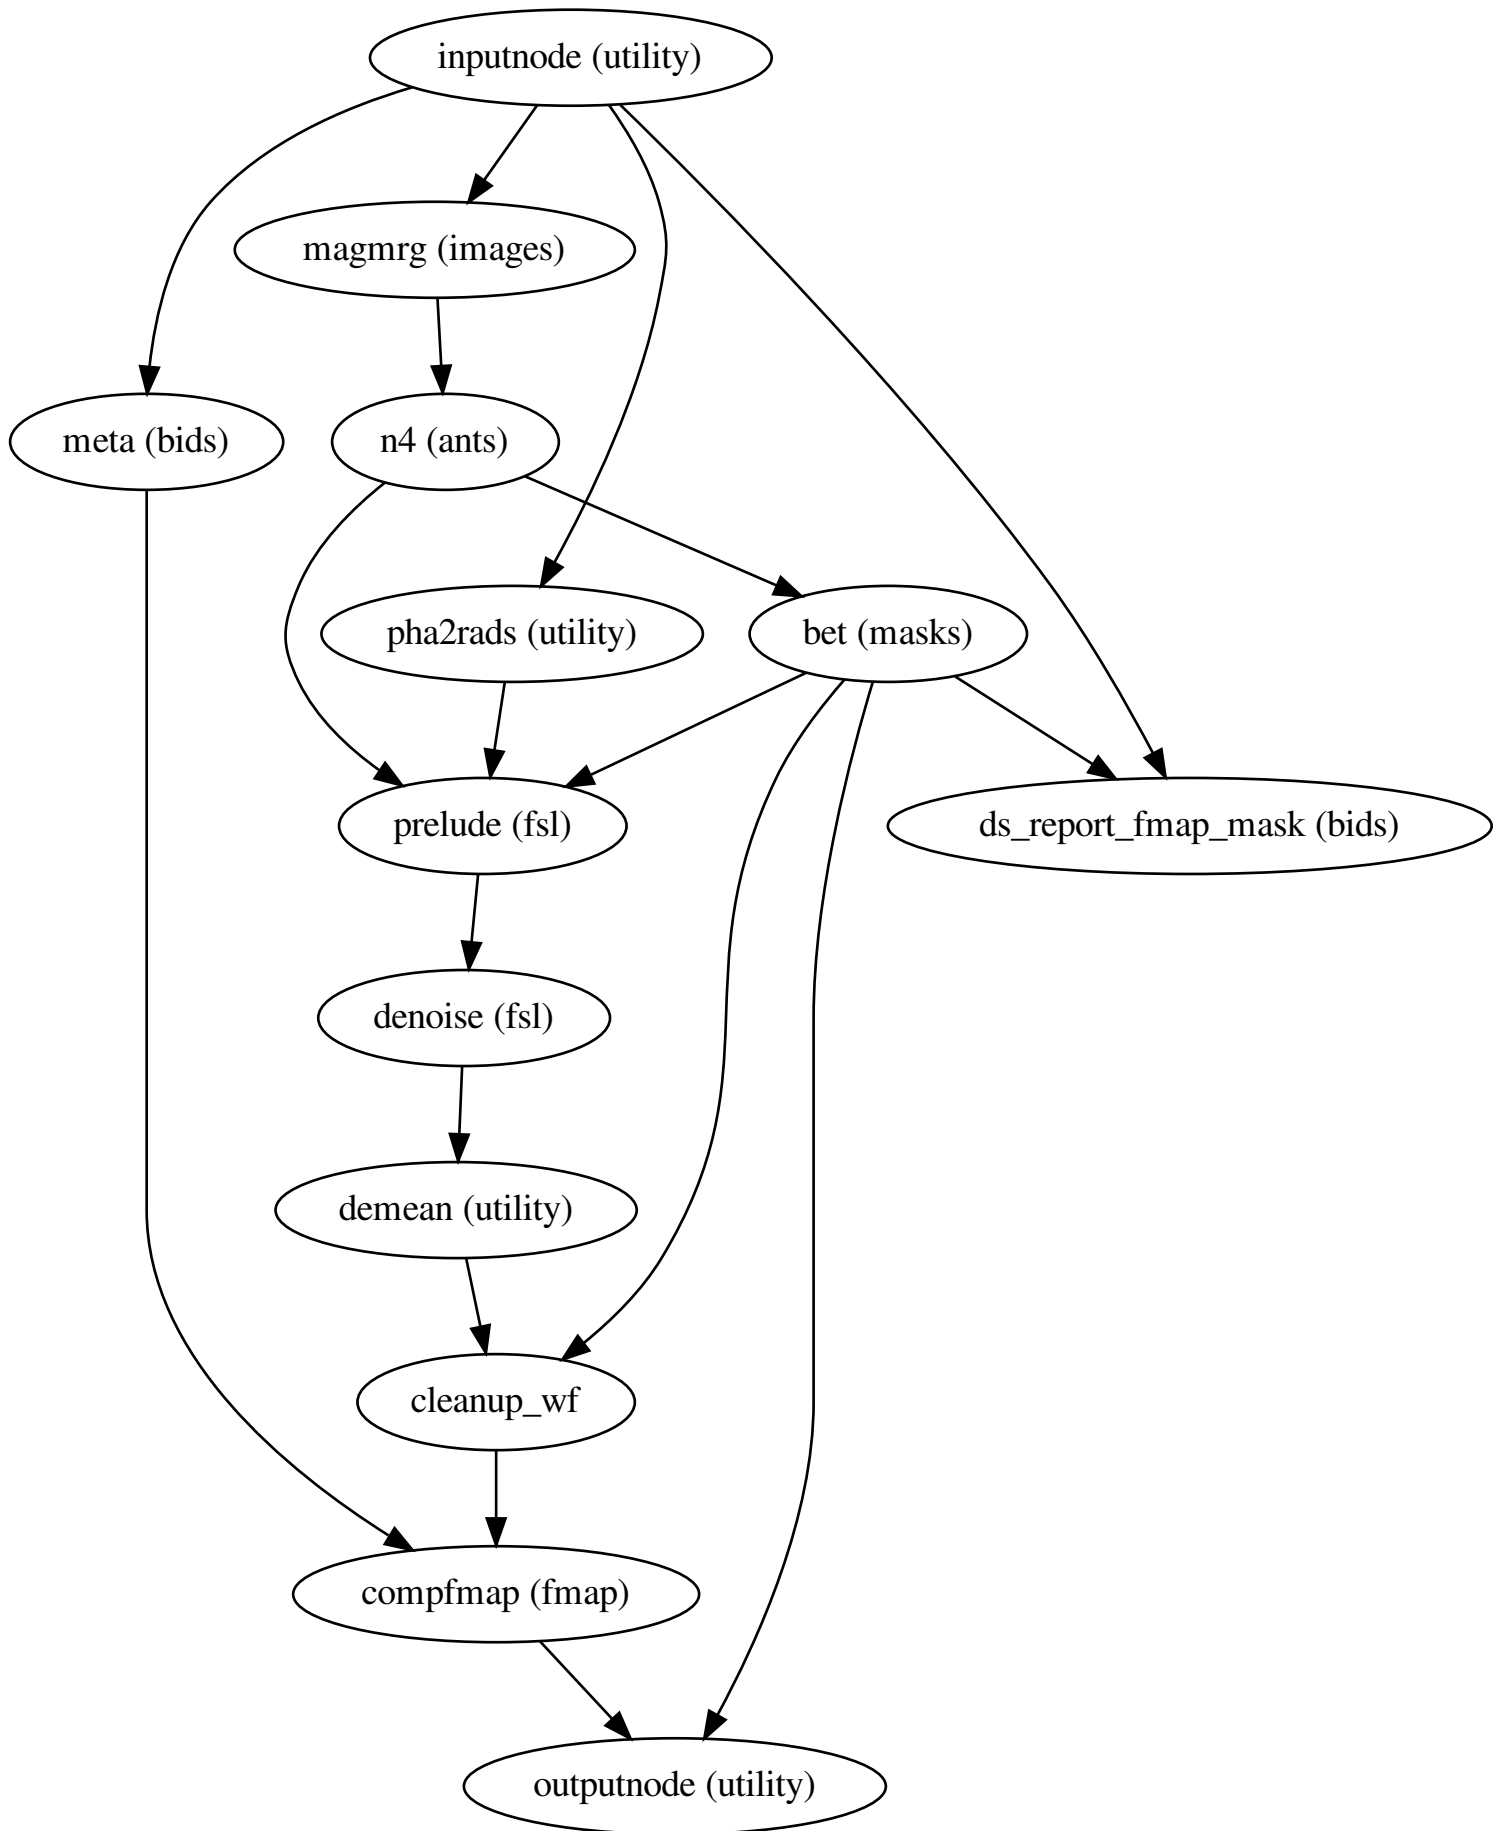 inputnode (utility)
magmrg (images)
meta (bids)
n4 (ants)
pha2rads (utility)
bet (masks)
prelude (fsl)
ds_report_fmap_mask (bids)
denoise (fsl)
demean (utility)
cleanup_wf
compfmap (fmap)
outputnode (utility)